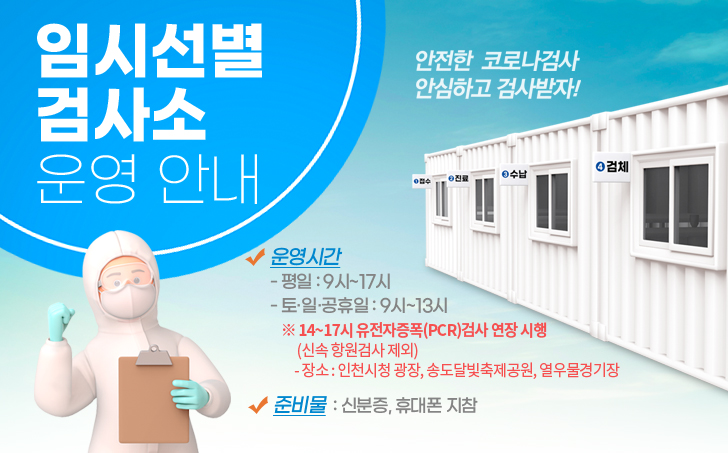 임시선별
검사소
운영 안내
안전한 코로나검사
안심하고 검사받자!
❶접수
❷진료
❸수납
❹검체
운영시간
- 평일 : 9시~17시
- 토·일·공휴일 : 9시~13시
※ 14~17시 유전자증폭(PCR)검사 연장 시행
(신속 항원검사 제외)
- 장소 : 인천시청 광장, 송도달빛축제공원, 열우물경기장
준비물 : 신분증, 휴대폰 지참